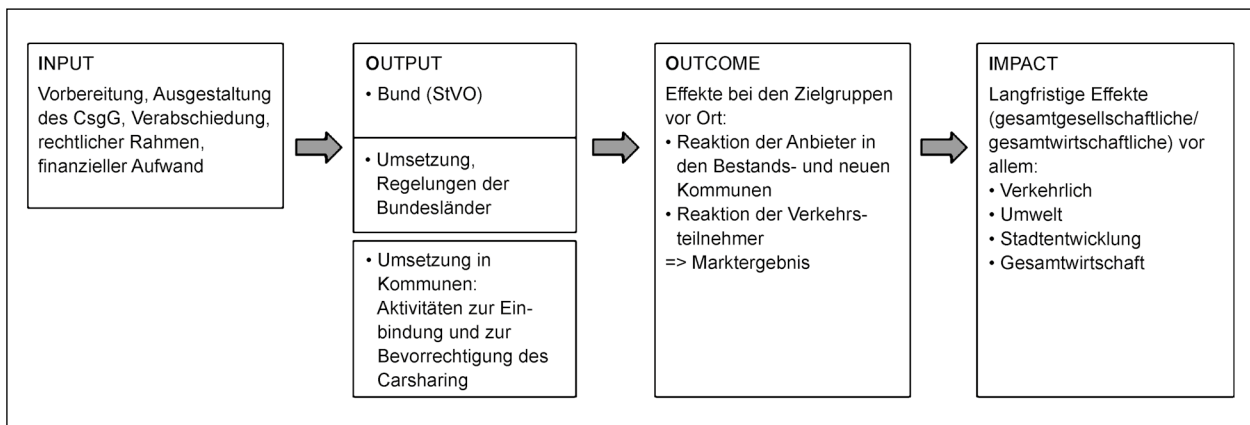 INPUT
Vorbereitung, Ausgestaltung
des CsgG, Verabschiedung,
rechtlicher Rahmen,
finanzieller Aufwand
OUTPUT
• Bund (StVO)
• Umsetzung,
Regelungen der
Bundesländer
• Umsetzung in
Kommunen:
Aktivitäten zur Ein-
bindung und zur
Bevorrechtigung des
Carsharing
OUTCOME
Effekte bei den Zielgruppen
vor Ort:
• Reaktion der Anbieter in
den Bestands- und neuen
Kommunen
• Reaktion der Verkehrs-
teilnehmer
=> Marktergebnis
IMPACT
Langfristige Effekte
(gesamtgesellschaftliche/
gesamtwirtschaftliche) vor
allem:
• Verkehrlich
• Umwelt
• Stadtentwicklung
• Gesamtwirtschaft